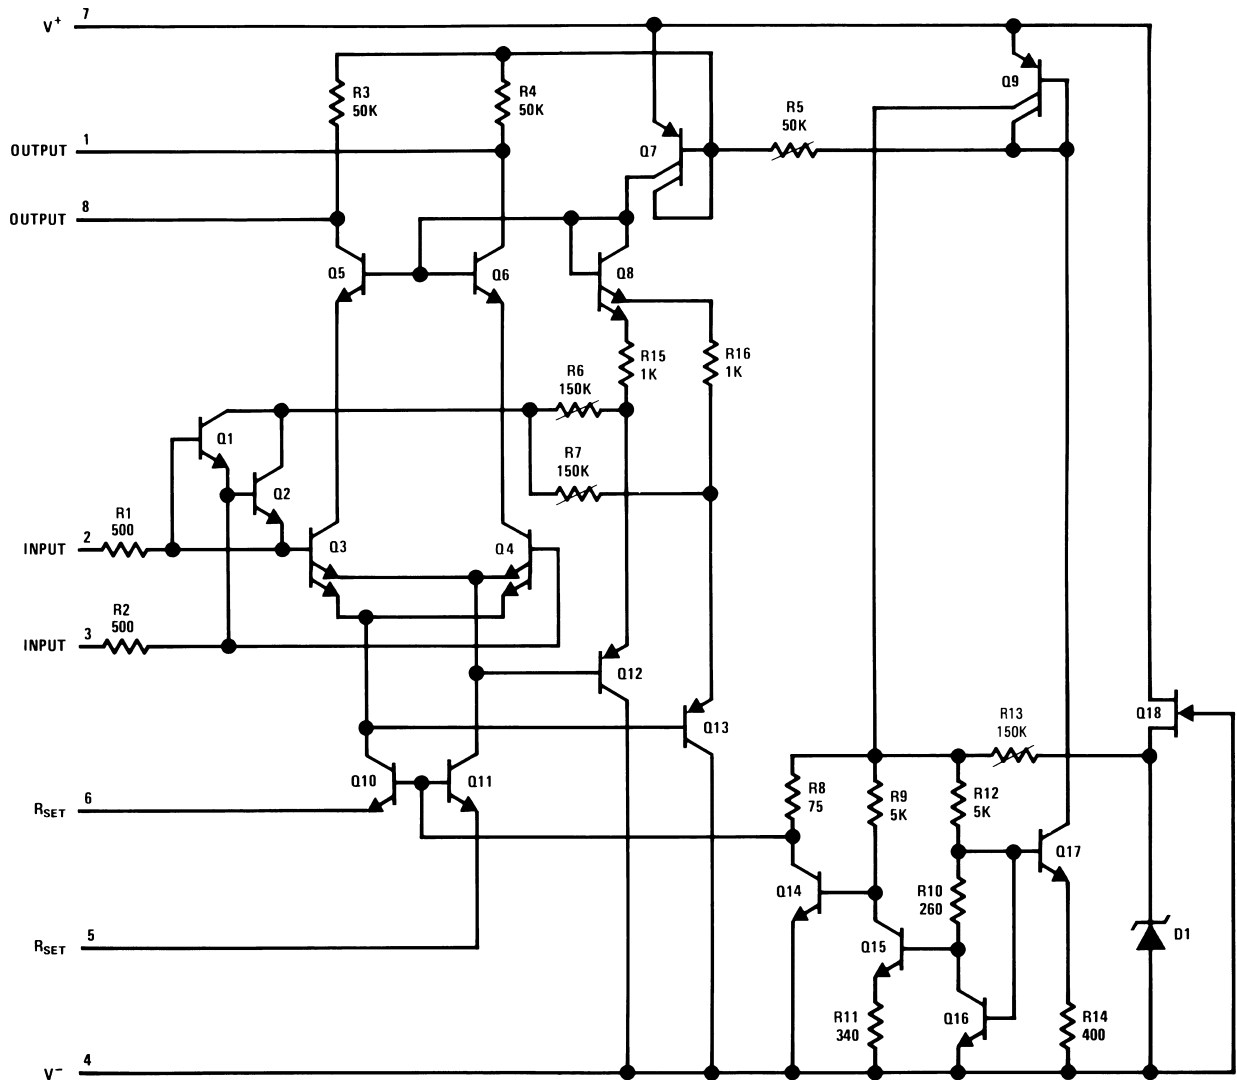 V+ 7
R3
50K
R4
50K
Q9
R5
50K
OUTPUT 1
Q7
OUTPUT 8
Q5
Q6
Q8
R15
1K
R16
1K
R6
150K
Q1
R7
150K
Q2
R1
500
INPUT 2
Q3
Q4
R2
500
INPUT 3
Q12
Q13
R13
150K
Q18
Q10
Q11
R8
75
R9
5K
R12
5K
RSET 6
Q17
Q14
R10
260
RSET 5
Q15
D1
R11
340
Q16
R14
400
V− 4